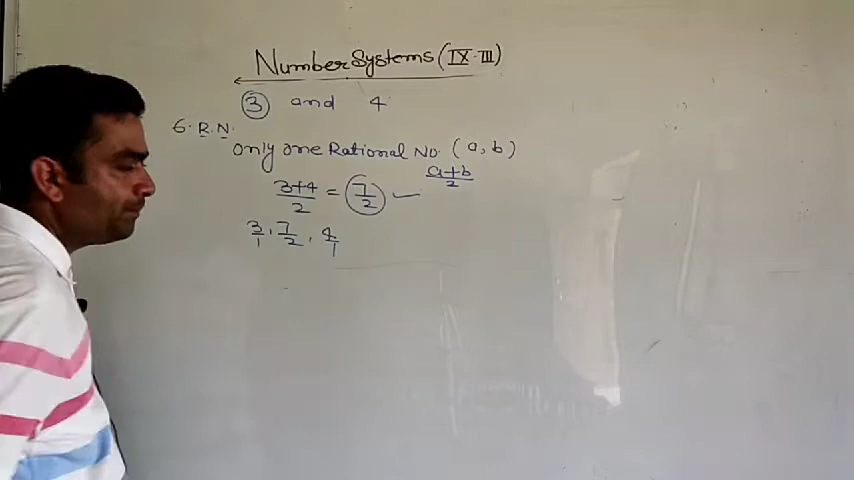 Number Systems (IX-III)
3 and 4
6. R.N.
only one Rational No. (a, b)
3+4/2 = 7/2 a+b/2
3/1, 7/2, 4/1